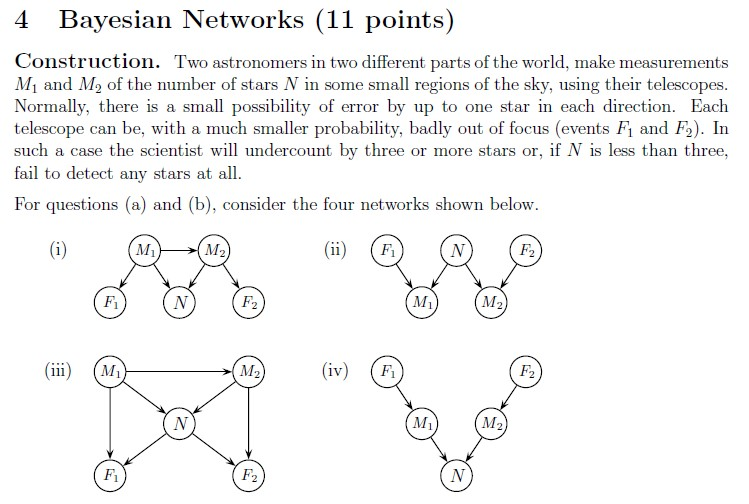 4 Bayesian Networks (11 points)
Construction. Two astronomers in two different parts of the world, make measurements
M₁ and M₂ of the number of stars N in some small regions of the sky, using their telescopes.
Normally, there is a small possibility of error by up to one star in each direction. Each
telescope can be, with a much smaller probability, badly out of focus (events F₁ and F₂). In
such a case the scientist will undercount by three or more stars or, if N is less than three,
fail to detect any stars at all.
For questions (a) and (b), consider the four networks shown below.
(i) M₁ M₂ (ii) F₁ N F₂
F₁ N F₂ M₁ M₂
(iii) M₁ M₂ (iv) F₁ F₂
N M₁ M₂
F₁ F₂ N